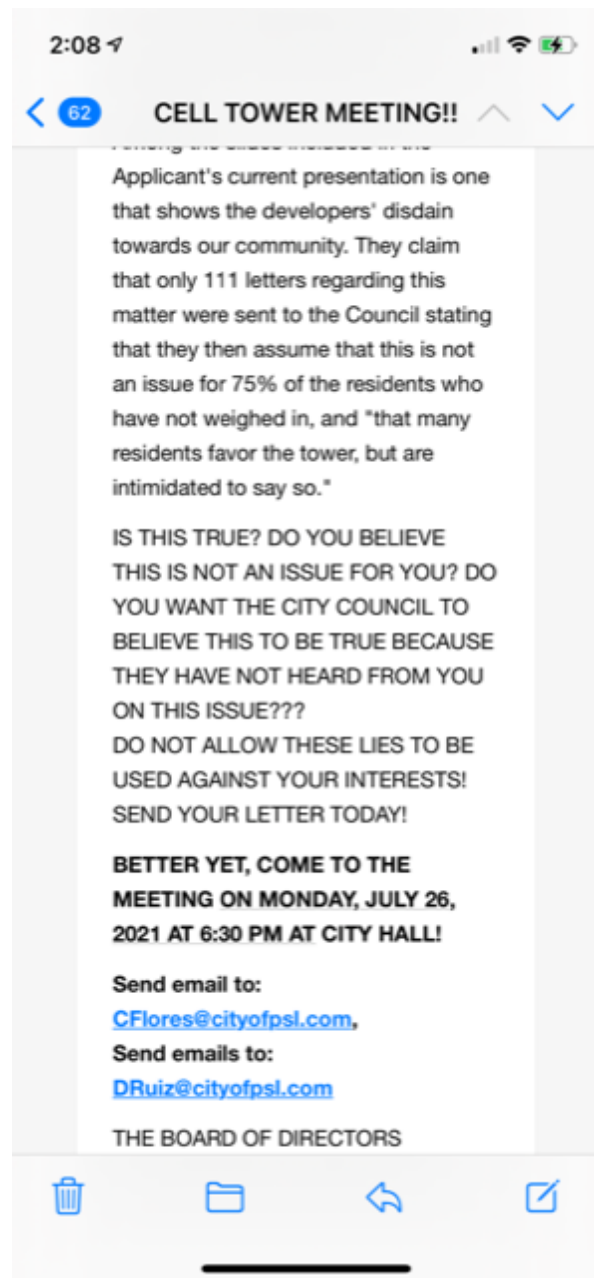 2:08
62
CELL TOWER MEETING!!
Among the slides included in the
Applicant's current presentation is one
that shows the developers' disdain
towards our community. They claim
that only 111 letters regarding this
matter were sent to the Council stating
that they then assume that this is not
an issue for 75% of the residents who
have not weighed in, and "that many
residents favor the tower, but are
intimidated to say so."
IS THIS TRUE? DO YOU BELIEVE
THIS IS NOT AN ISSUE FOR YOU? DO
YOU WANT THE CITY COUNCIL TO
BELIEVE THIS TO BE TRUE BECAUSE
THEY HAVE NOT HEARD FROM YOU
ON THIS ISSUE???
DO NOT ALLOW THESE LIES TO BE
USED AGAINST YOUR INTERESTS!
SEND YOUR LETTER TODAY!
BETTER YET, COME TO THE
MEETING ON MONDAY, JULY 26,
2021 AT 6:30 PM AT CITY HALL!
Send email to:
CFlores@cityofpsl.com,
Send emails to:
DRuiz@cityofpsl.com
THE BOARD OF DIRECTORS